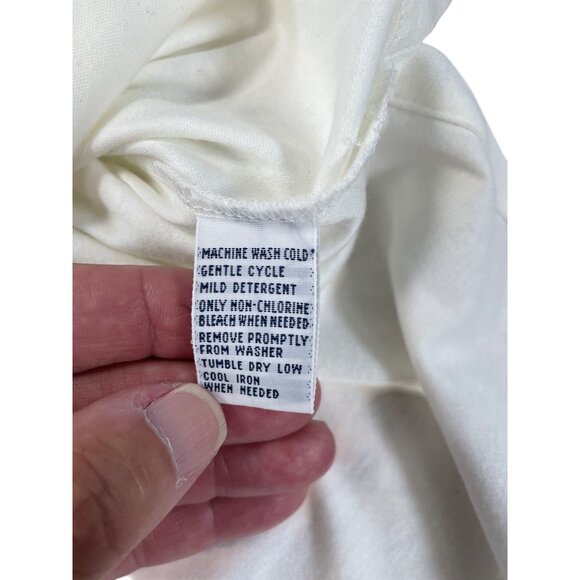 MACHINE WASH COLD
GENTLE CYCLE
MILD DETERGENT
ONLY NON-CHLORINE
BLEACH WHEN NEEDED
REMOVE PROMPTLY
FROM WASHER
TUMBLE DRY LOW
COOL IRON
WHEN NEEDED